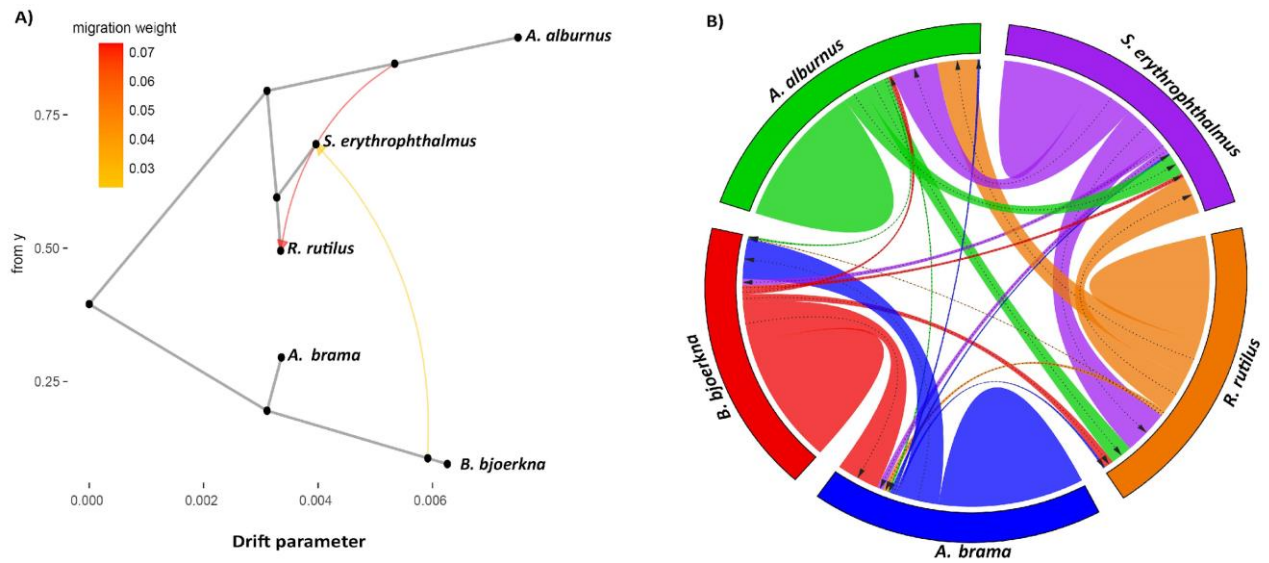 A)
migration weight
0.07
0.06
0.05
0.04
0.03
A. alburnus
S. erythrophthalmus
R. rutilus
A. brama
B. bjoerkna
from y
0.75
0.50
0.25
0.000
0.002
0.004
0.006
Drift parameter
B)
A. alburnus
S. erythrophthalmus
R. rutilus
A. brama
B. bjoerkna